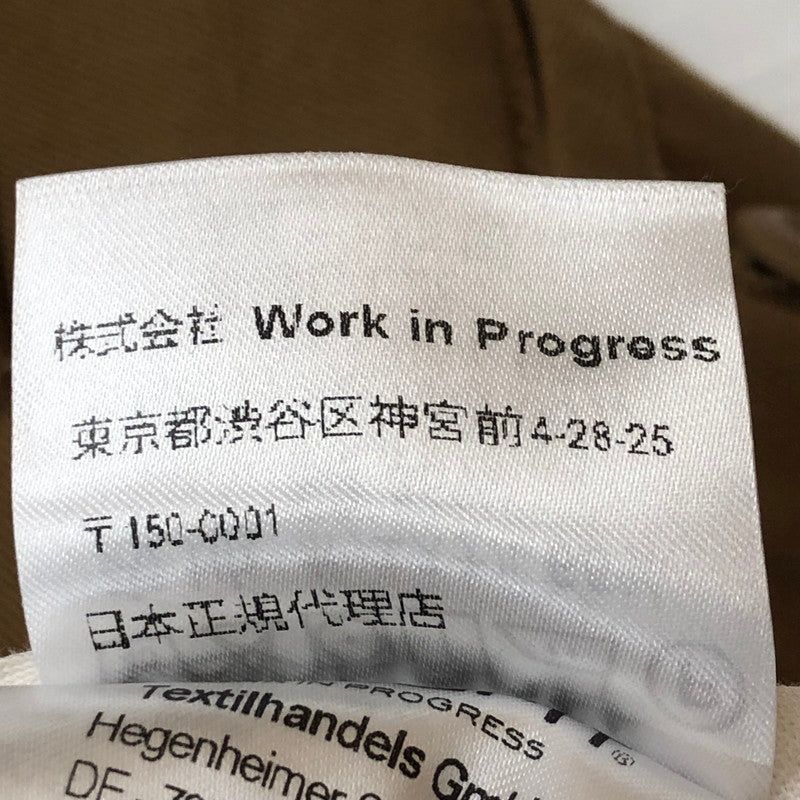 株式会社 Work in Progress
東京都渋谷区神宮前4-28-25
〒150-0001
日本正規代理店
IN PROGRESS
Textilhandels
Hegenheimer
DE